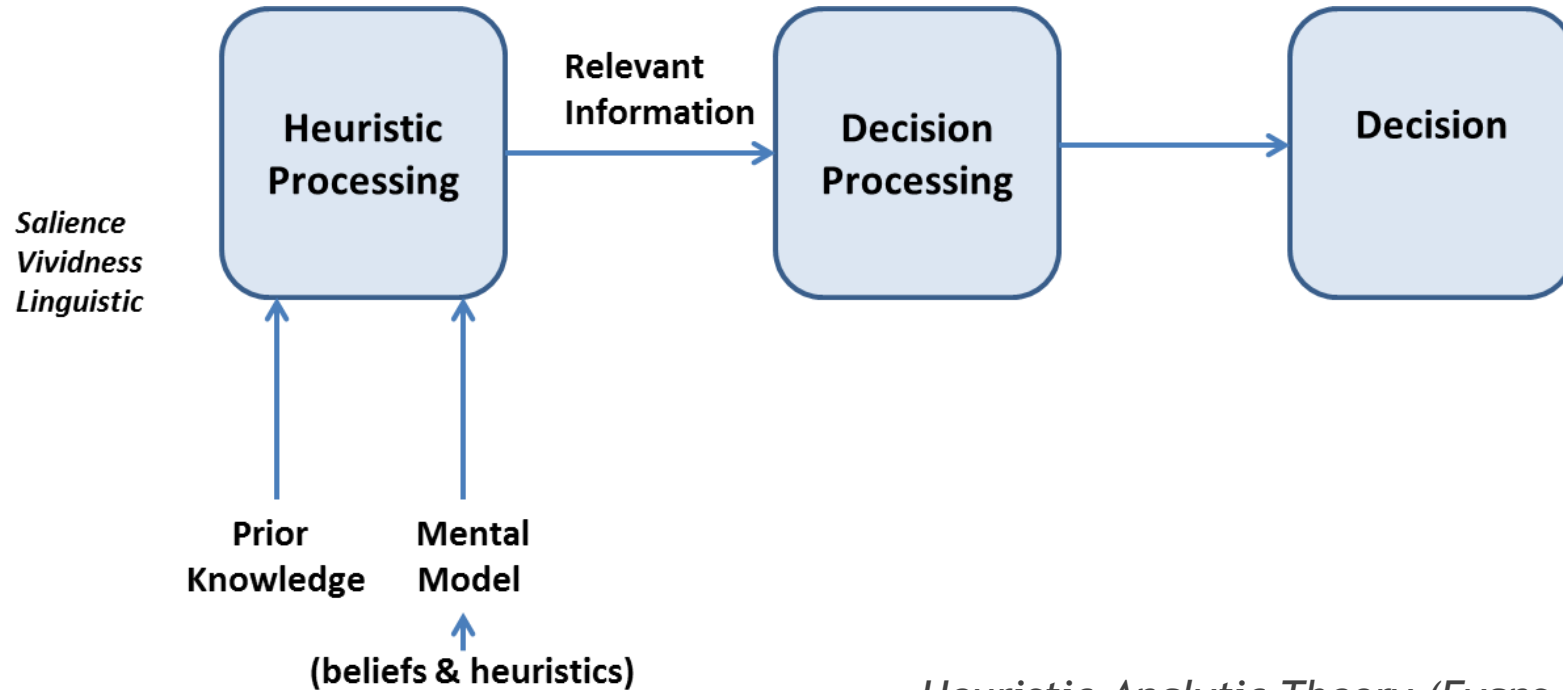 Relevant
Information
Heuristic
Processing
Decision
Processing
Decision
Salience
Vividness
Linguistic
Prior
Knowledge
Mental
Model
(beliefs & heuristics)
Heuristic Analytic Theory (Evans